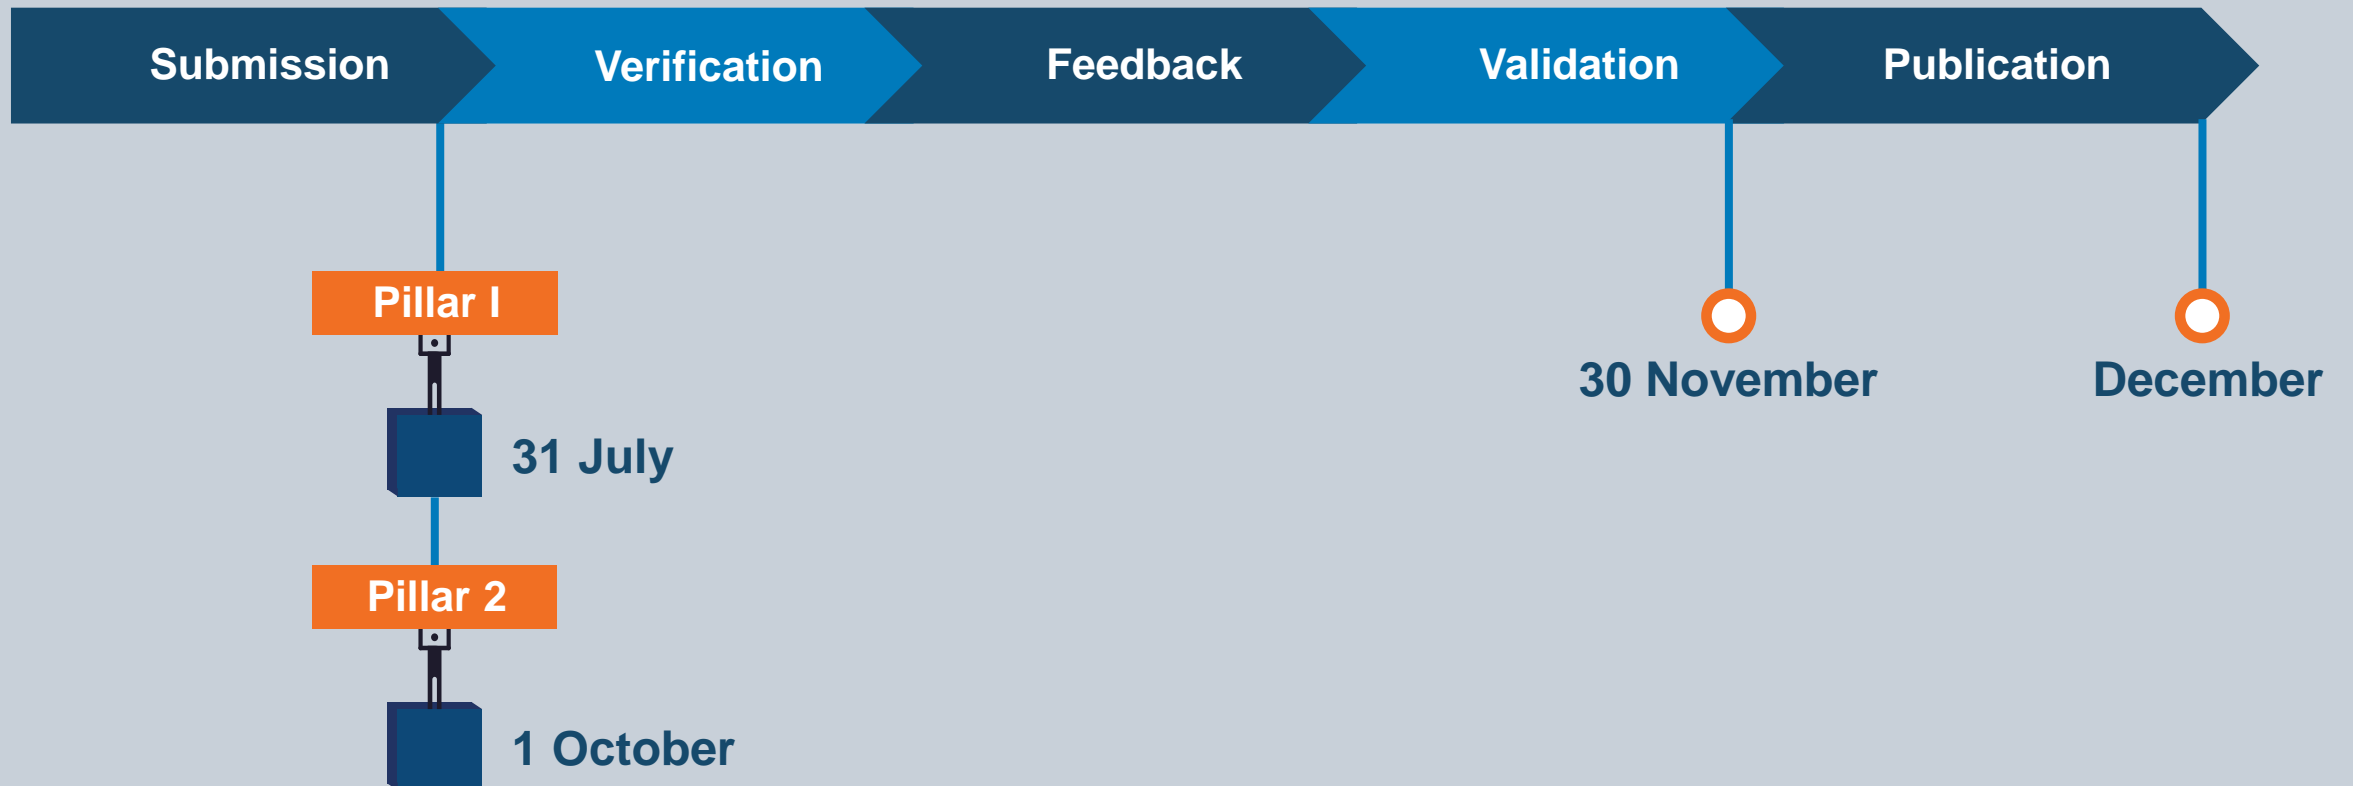 Submission
Verification
Feedback
Validation
Publication
Pillar I
31 July
Pillar 2
1 October
30 November
December